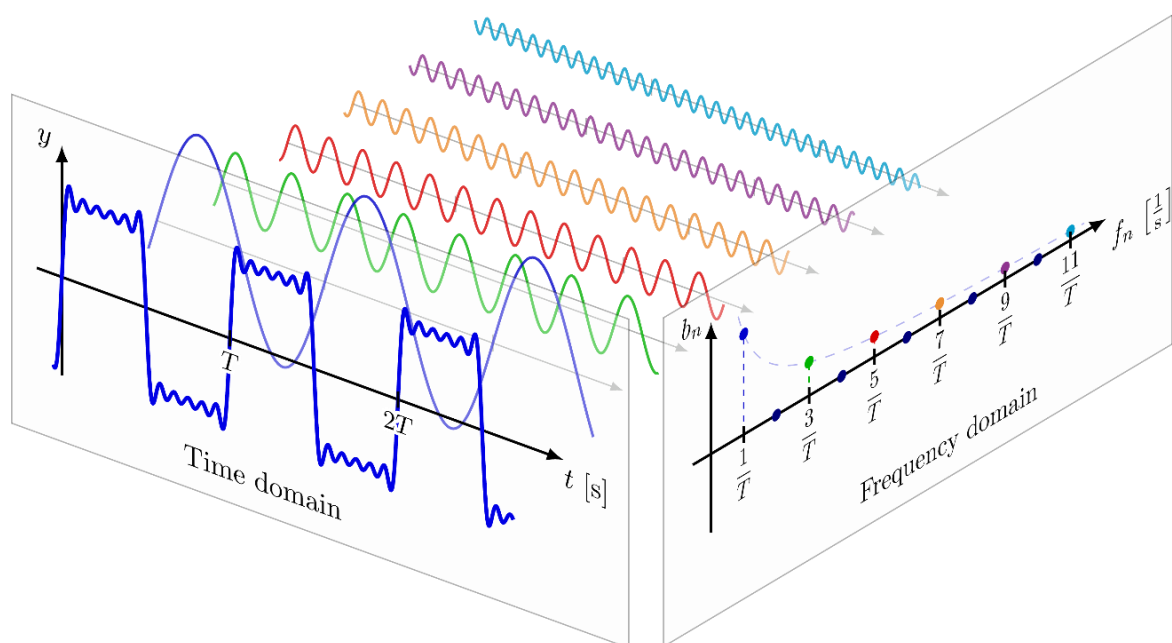 y
T
2T
t [s]
Time domain
b_n
f_n [1/s]
1/T
3/T
5/T
7/T
9/T
11/T
Frequency domain